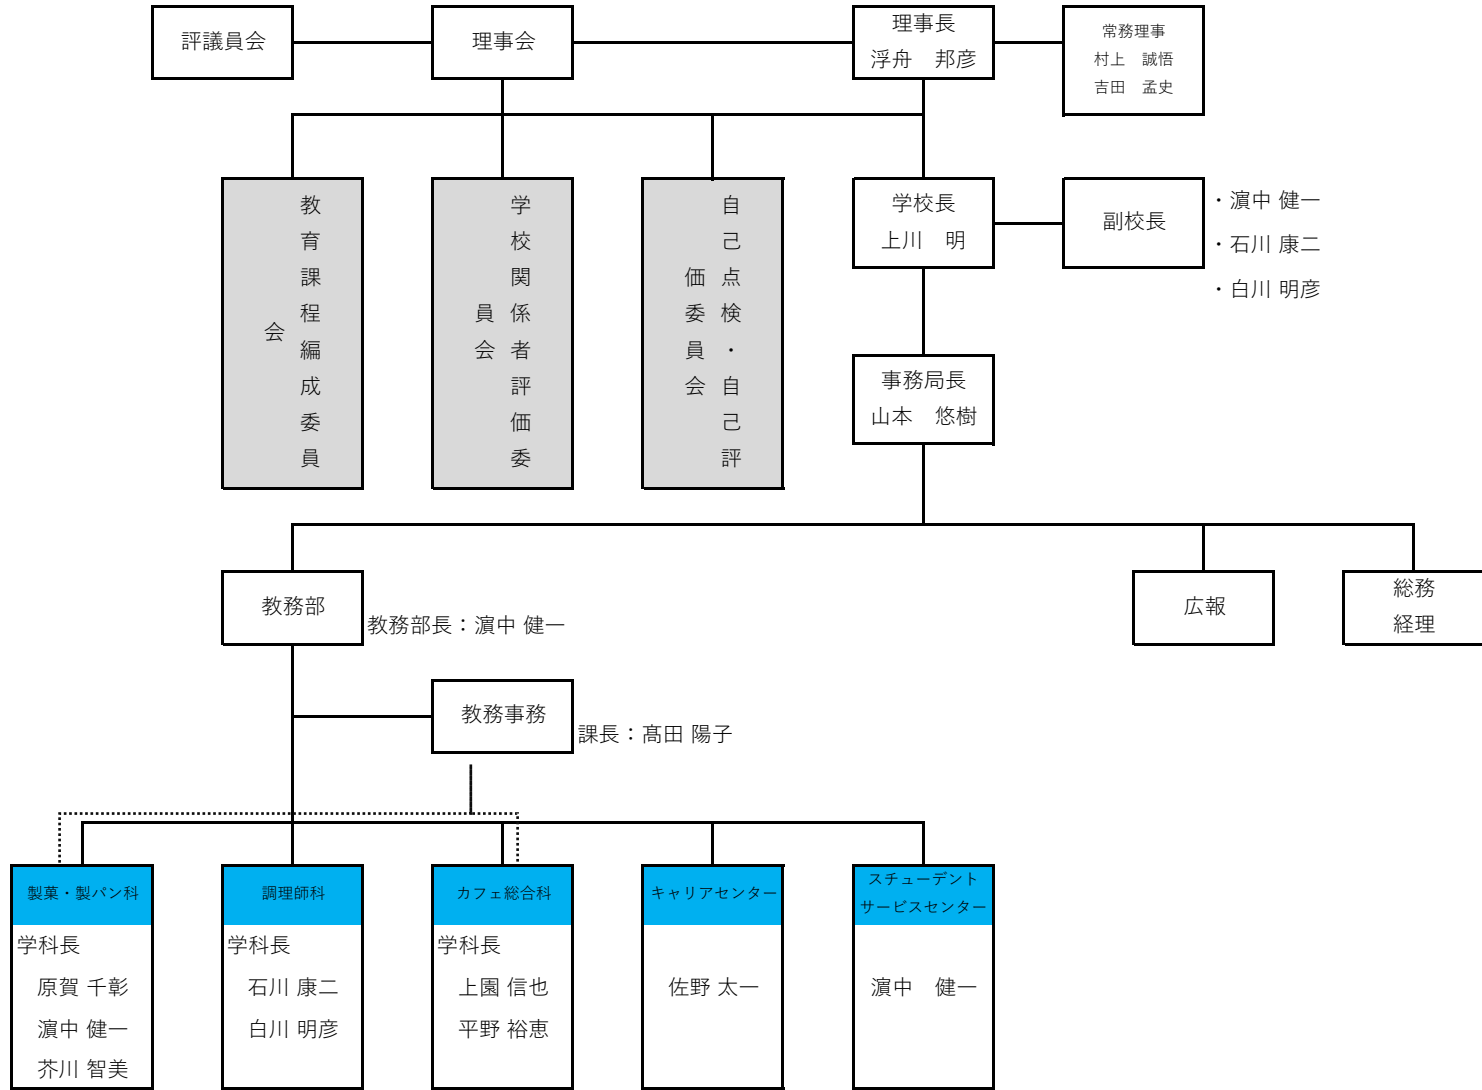 評議員会
理事会
理事長
浮舟　邦彦
常務理事
村上　誠悟
吉田　孟史
教育課程編成委員
会
学校関係者評価委
員会
自己点検・自己評
価委員会
学校長
上川　明
副校長
・濵中 健一
・石川 康二
・白川 明彦
事務局長
山本　悠樹
教務部
教務部長：濵中 健一
広報
総務
経理
教務事務
課長：髙田 陽子
製菓・製パン科
学科長
原賀 千彰
濵中 健一
芥川 智美
調理師科
学科長
石川 康二
白川 明彦
カフェ総合科
学科長
上園 信也
平野 裕恵
キャリアセンター
佐野 太一
スチューデント
サービスセンター
濵中　健一